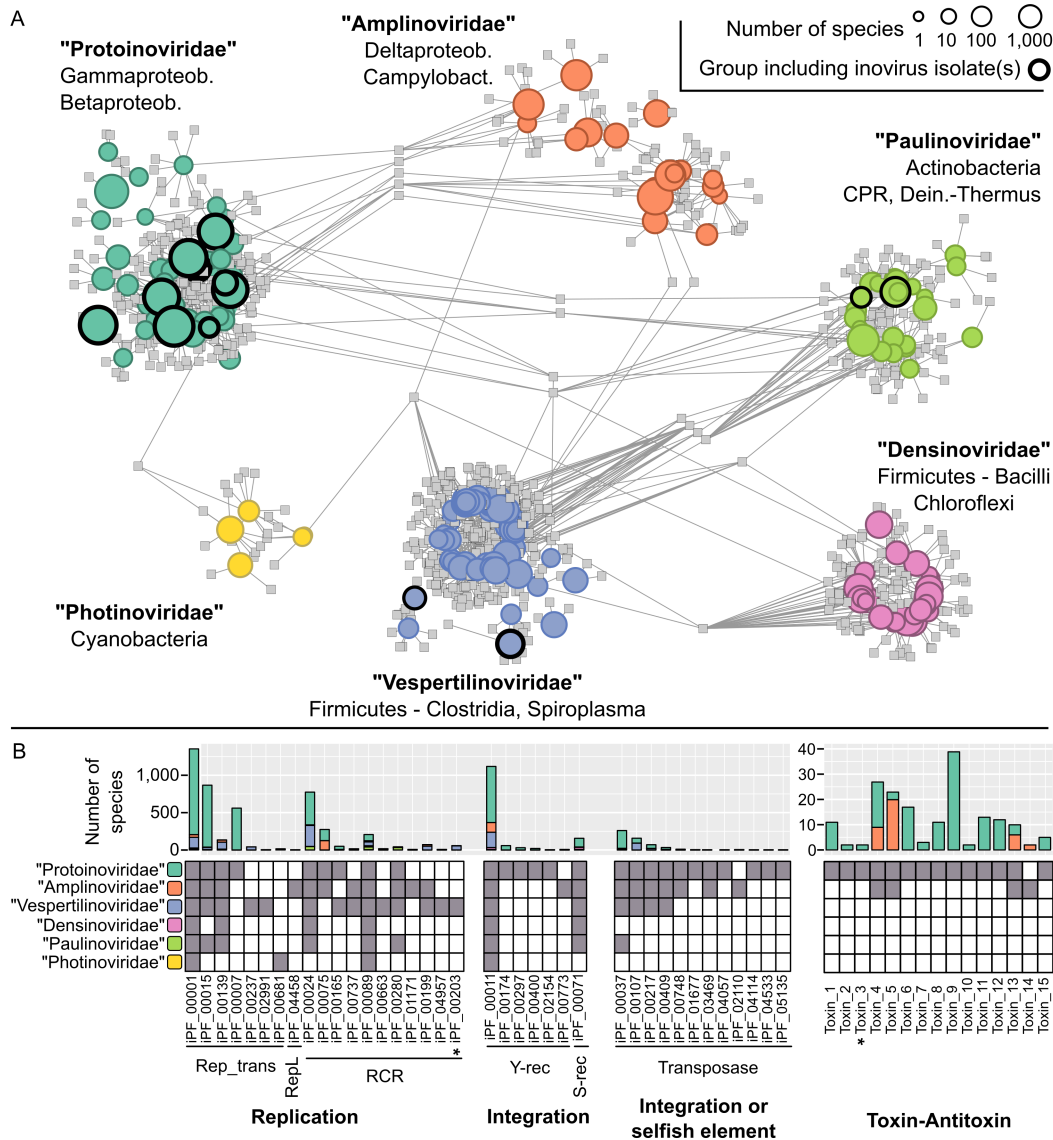 A
"Protoinoviridae"
Gammaproteob.
Betaproteob.
"Amplinoviridae"
Deltaproteob.
Campylobact.
Number of species
1 10 100 1,000
Group including inovirus isolate(s)
"Paulinoviridae"
Actinobacteria
CPR, Dein.-Thermus
"Densinoviridae"
Firmicutes - Bacilli
Chloroflexi
"Photinoviridae"
Cyanobacteria
"Vespertilinoviridae"
Firmicutes - Clostridia, Spiroplasma
B
Number of
species
1,000
500
0
40
30
20
10
0
"Protoinoviridae"
"Amplinoviridae"
"Vespertilinoviridae"
"Densinoviridae"
"Paulinoviridae"
"Photinoviridae"
iPF_00001
iPF_00015
iPF_00139
iPF_00007
iPF_00237
iPF_02991
iPF_00681
iPF_04458
iPF_00024
iPF_00075
iPF_00165
iPF_00737
iPF_00089
iPF_00663
iPF_00280
iPF_01171
iPF_00199
iPF_04957
iPF_00203
*
iPF_00011
iPF_00174
iPF_00297
iPF_00400
iPF_02154
iPF_00773
iPF_00071
iPF_00037
iPF_00107
iPF_00217
iPF_00409
iPF_00748
iPF_01677
iPF_03469
iPF_04057
iPF_02110
iPF_04114
iPF_04533
iPF_05135
Toxin_1
Toxin_2
Toxin_3
*
Toxin_4
Toxin_5
Toxin_6
Toxin_7
Toxin_8
Toxin_9
Toxin_10
Toxin_11
Toxin_12
Toxin_13
Toxin_14
Toxin_15
Rep_trans
RepL
RCR
Y-rec
S-rec
Transposase
Replication
Integration
Integration or
selfish element
Toxin-Antitoxin